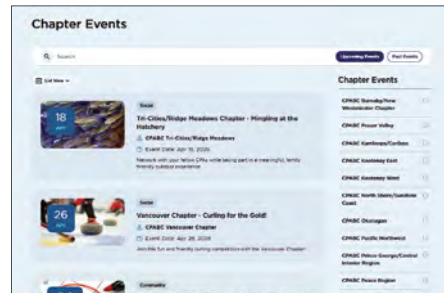 Chapter Events
Search
Upcoming Events
Past Events
List View
Chapter Events
18
APR
Social
Tri-Cities/Ridge Meadows Chapter - Mingling at the Hatchery
CPABC Tri-Cities/Ridge Meadows
Event Date: Apr 18, 2026
Network with your fellow CPAs while taking part in a meaningful, family friendly outdoor experience
26
APR
Social
Vancouver Chapter - Curling for the Gold!
CPABC Vancouver Chapter
Event Date: Apr 26, 2026
Join this fun and friendly curling competition with the Vancouver Chapter!
Community
CPABC Burnaby/New
Westminster Chapter
CPABC Fraser Valley
CPABC Kamloops/Cariboo
CPABC Kootenay East
CPABC Kootenay West
CPABC North Shore/Sunshine
Coast
CPABC Okanagan
CPABC Pacific Northwest
CPABC Prince George/Central
Interior Region
CPABC Peace Region